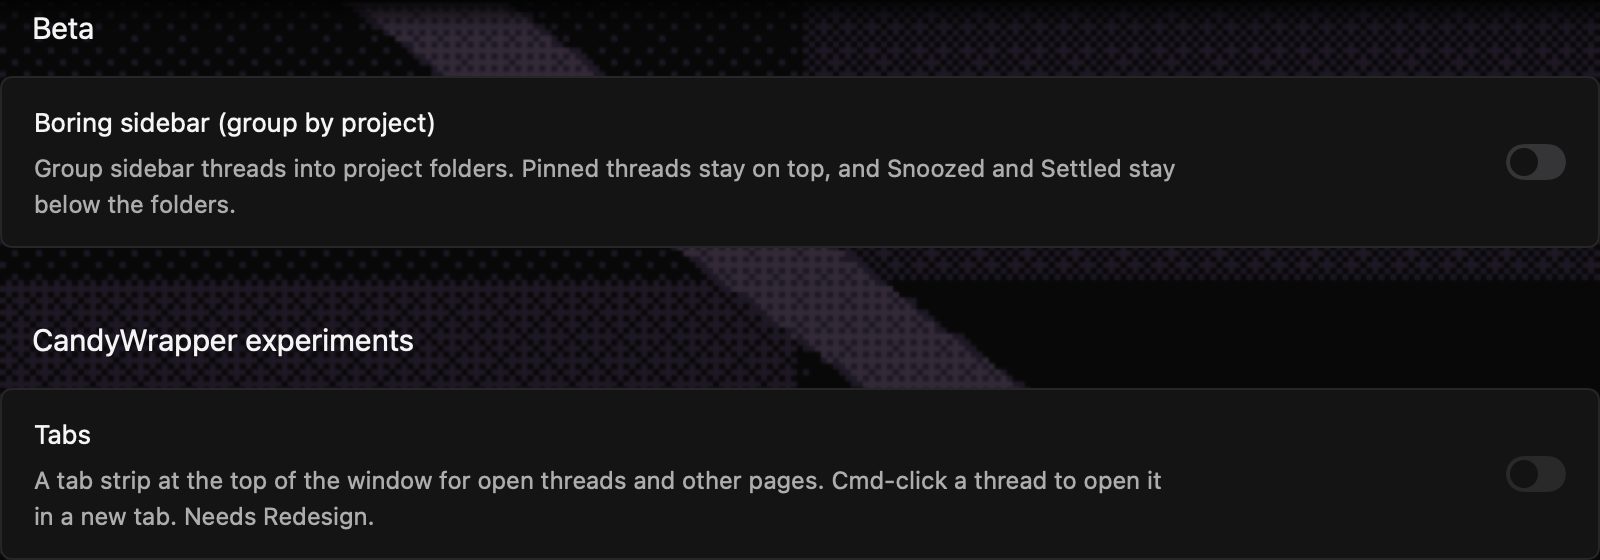 Beta
Boring sidebar (group by project)
Group sidebar threads into project folders. Pinned threads stay on top, and Snoozed and Settled stay
below the folders.
CandyWrapper experiments
Tabs
A tab strip at the top of the window for open threads and other pages. Cmd-click a thread to open it
in a new tab. Needs Redesign.